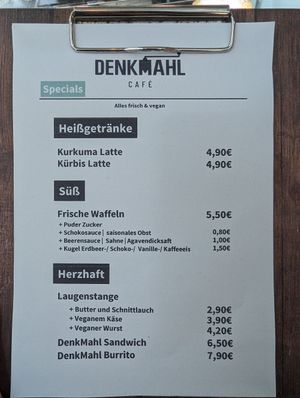 DENKMAHL
CAFÉ
Specials
Alles frisch & vegan
Heißgetränke
Kurkuma Latte 4,90€
Kürbis Latte 4,90€
Süß
Frische Waffeln 5,50€
+ Puder Zucker
+ Schokosauce | saisonales Obst 0,80€
+ Beerensauce | Sahne | Agavendicksaft 1,00€
+ Kugel Erdbeer-/ Schoko-/ Vanille-/ Kaffeeeis 1,50€
Herzhaft
Laugenstange
+ Butter und Schnittlauch 2,90€
+ Veganem Käse 3,90€
+ Veganer Wurst 4,20€
DenkMahl Sandwich 6,50€
DenkMahl Burrito 7,90€